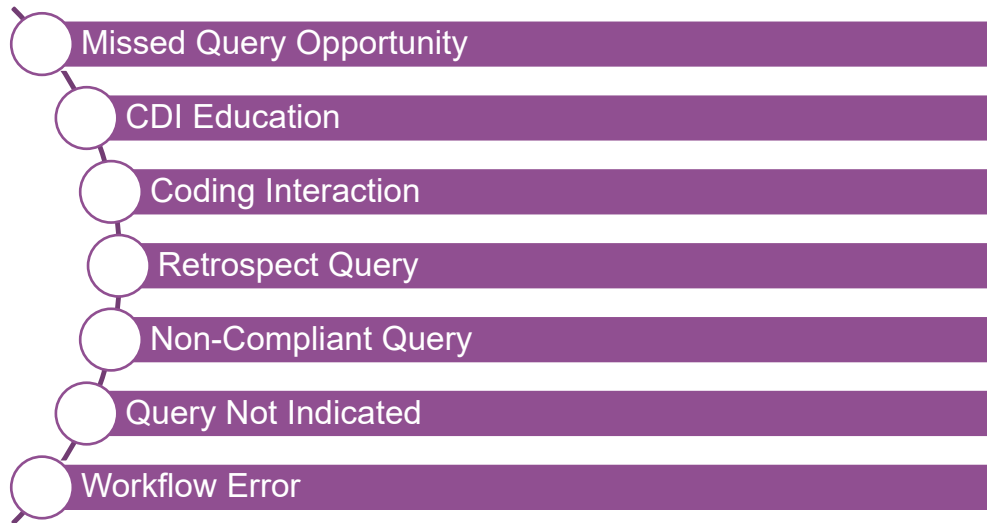 Missed Query Opportunity
CDI Education
Coding Interaction
Retrospect Query
Non-Compliant Query
Query Not Indicated
Workflow Error